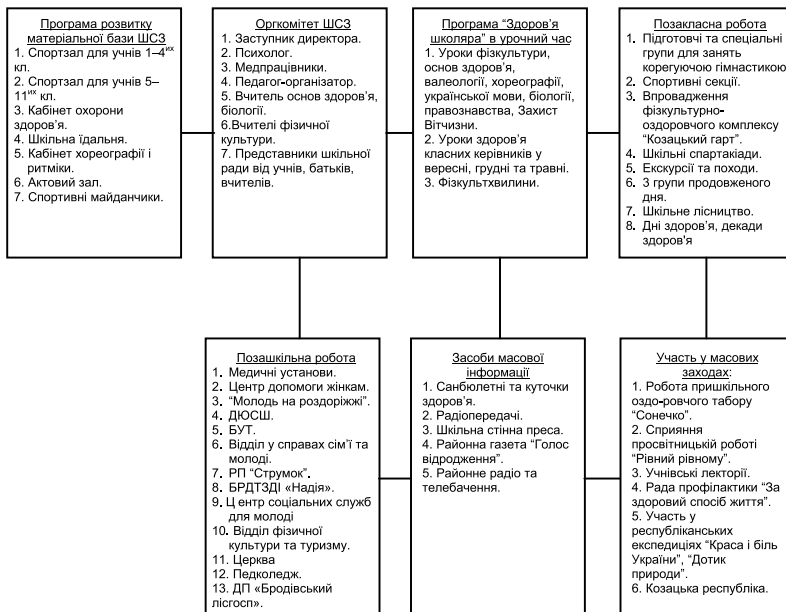 Програма розвитку
матеріальної бази ШСЗ
1. Спортзал для учнів 1–4их
кл.
2. Спортзал для учнів 5–
11их кл.
3. Кабінет охорони
здоров'я.
4. Шкільна їдальня.
5. Кабінет хореографії і
ритміки.
6. Актовий зал.
7. Спортивні майданчики.
Оргкомітет ШСЗ
1. Заступник директора.
2. Психолог.
3. Медпрацівники.
4. Педагог-організатор.
5. Вчитель основ здоров'я,
біології.
6.Вчителі фізичної
культури.
7. Представники шкільної
ради від учнів, батьків,
вчителів.
Програма “Здоров'я
школяра” в урочний час
1. Уроки фізкультури,
основ здоров'я,
валеології, хореографії,
української мови, біології,
правознавства, Захист
Вітчизни.
2. Уроки здоров'я
класних керівників у
вересні, грудні та травні.
3. Фізкультхвилини.
Позакласна робота
1. Підготовчі та спеціальні
групи для занять
корегуючою гімнастикою
2. Спортивні секції.
3. Впровадження
фізкультурно-
оздоровчого комплексу
“Козацький гарт”.
4. Шкільні спартакіади.
5. Екскурсії та походи.
6. 3 групи продовженого
дня.
7. Шкільне лісництво.
8. Дні здоров'я, декади
здоров'я
Позашкільна робота
1. Медичні установи.
2. Центр допомоги жінкам.
3. “Молодь на роздоріжжі”.
4. ДЮСШ.
5. БУТ.
6. Відділ у справах сім'ї та
молоді.
7. РП “Струмок”.
8. БРДТЗДІ «Надія».
9. Ц ентр соціальних служб
для молоді
10. Відділ фізичної
культури та туризму.
11. Церква
12. Педколедж.
13. ДП «Бродівський
лісгосп».
Засоби масової
інформації
1. Санбюлетні та куточки
здоров'я.
2. Радіопередачі.
3. Шкільна стінна преса.
4. Районна газета “Голос
відродження”.
5. Районне радіо та
телебачення.
Участь у масових
заходах:
1. Робота пришкільного
оздо-ровчого табору
“Сонечко”.
2. Сприяння
просвітницькій роботі
“Рівний рівному”.
3. Учнівські лекторії.
4. Рада профілактики “За
здоровий спосіб життя”.
5. Участь у
республіканських
експедиціях “Краса і біль
України”, “Дотик
природи”.
6. Козацька республіка.